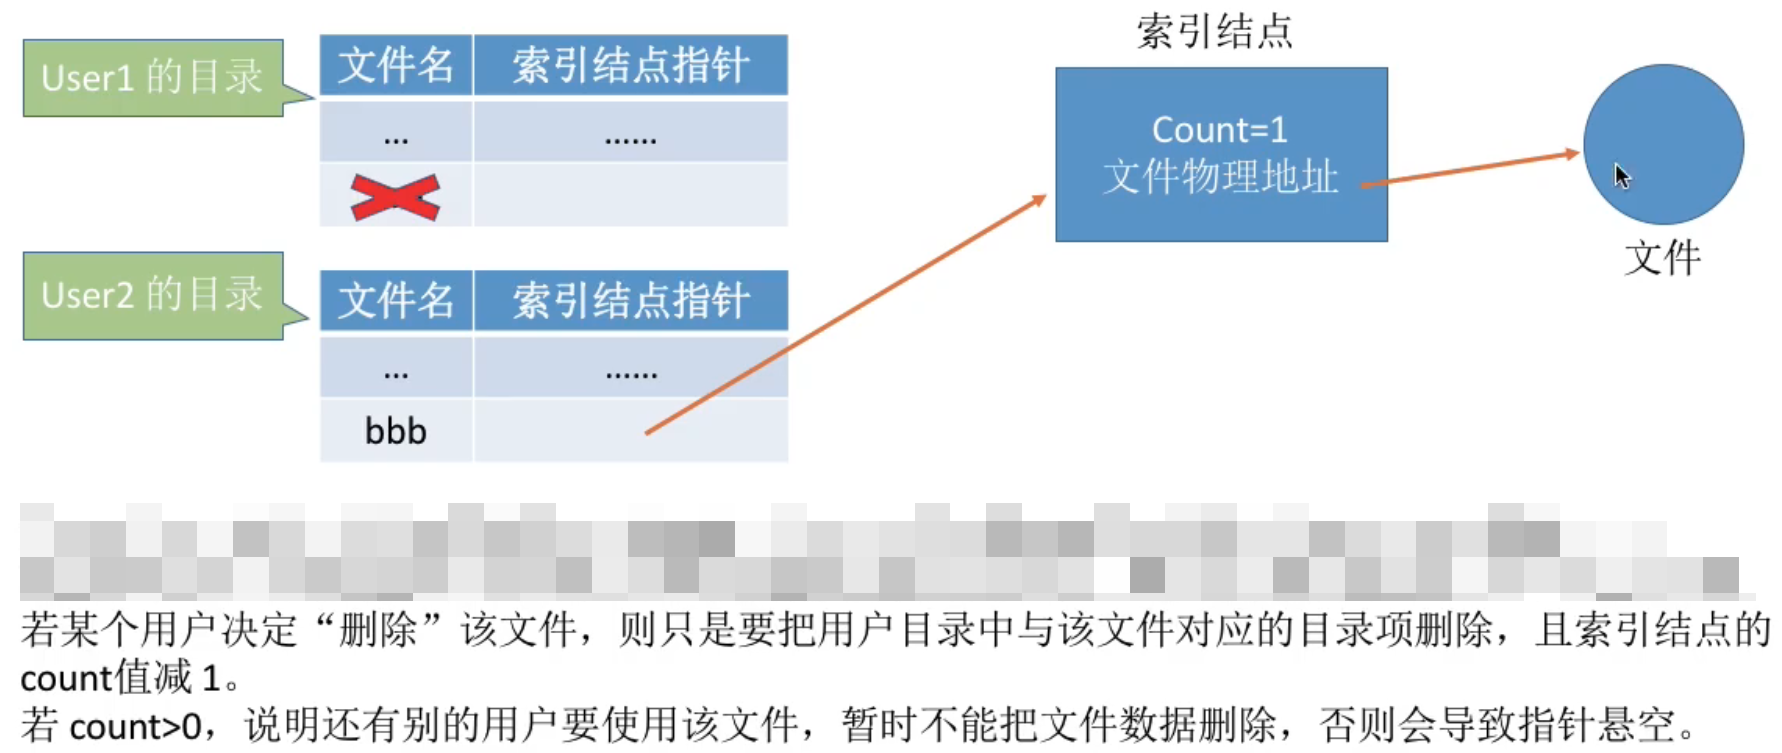 索引结点
User1 的目录
文件名 索引结点指针
... ......
Count=1
文件物理地址
文件
User2 的目录
文件名 索引结点指针
... ......
bbb
若某个用户决定“删除”该文件，则只是要把用户目录中与该文件对应的目录项删除，且索引结点的
count值减 1。
若 count>0，说明还有别的用户要使用该文件，暂时不能把文件数据删除，否则会导致指针悬空。